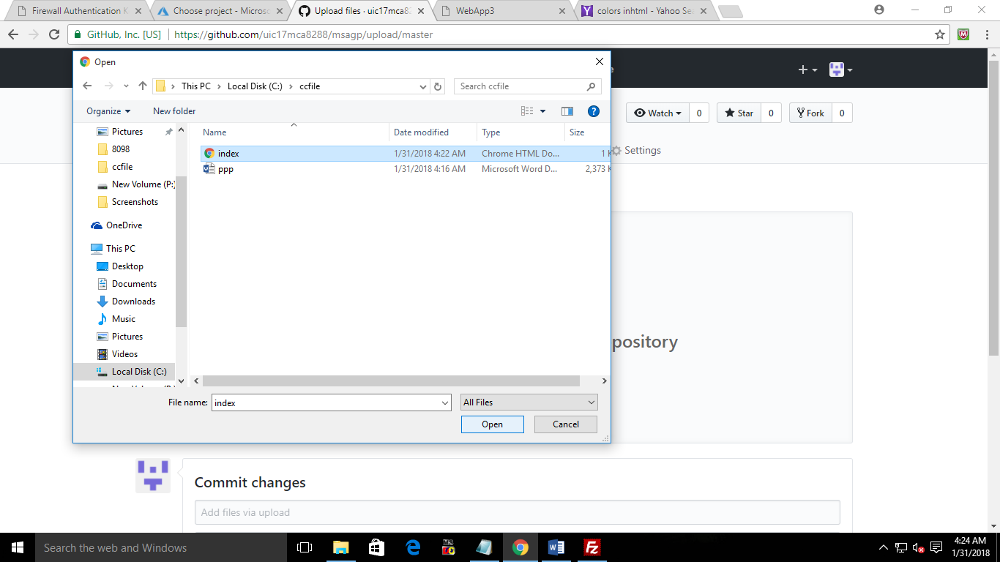 Firewall Authentication K
Choose project - Microso
Upload files · uic17mca82
WebApp3
colors inhtml - Yahoo Sea
GitHub, Inc. [US]
https://github.com/uic17mca8288/msagp/upload/master
Open
This PC
Local Disk (C:)
ccfile
Search ccfile
Organize
New folder
Watch
0
Star
0
Fork
0
Settings
Name
Date modified
Type
Size
index
1/31/2018 4:22 AM
Chrome HTML Do...
1 K
ppp
1/31/2018 4:16 AM
Microsoft Word D...
2,373 K
Pictures
8098
ccfile
New Volume (P:)
Screenshots
OneDrive
This PC
Desktop
Documents
Downloads
Music
Pictures
Videos
Local Disk (C:)
pository
File name:
index
All Files
Open
Cancel
Commit changes
Add files via upload
Search the web and Windows
4:24 AM
1/31/2018